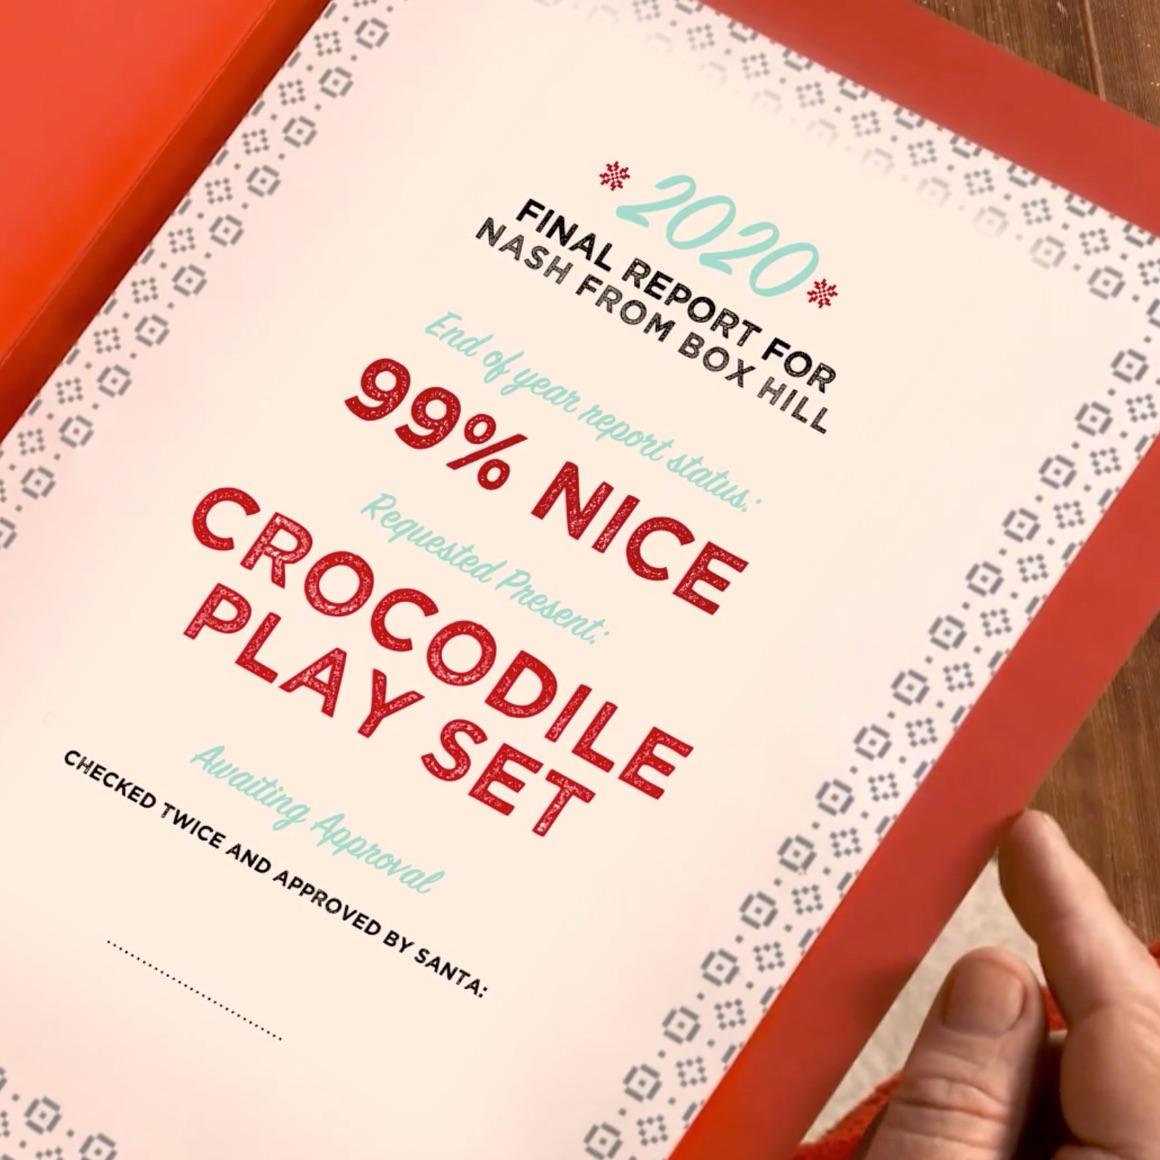 2020
FINAL REPORT FOR
NASH FROM BOX HILL
End of year report status:
99% NICE
Requested Present:
CROCODILE
PLAY SET
Awaiting Approval
CHECKED TWICE AND APPROVED BY SANTA: